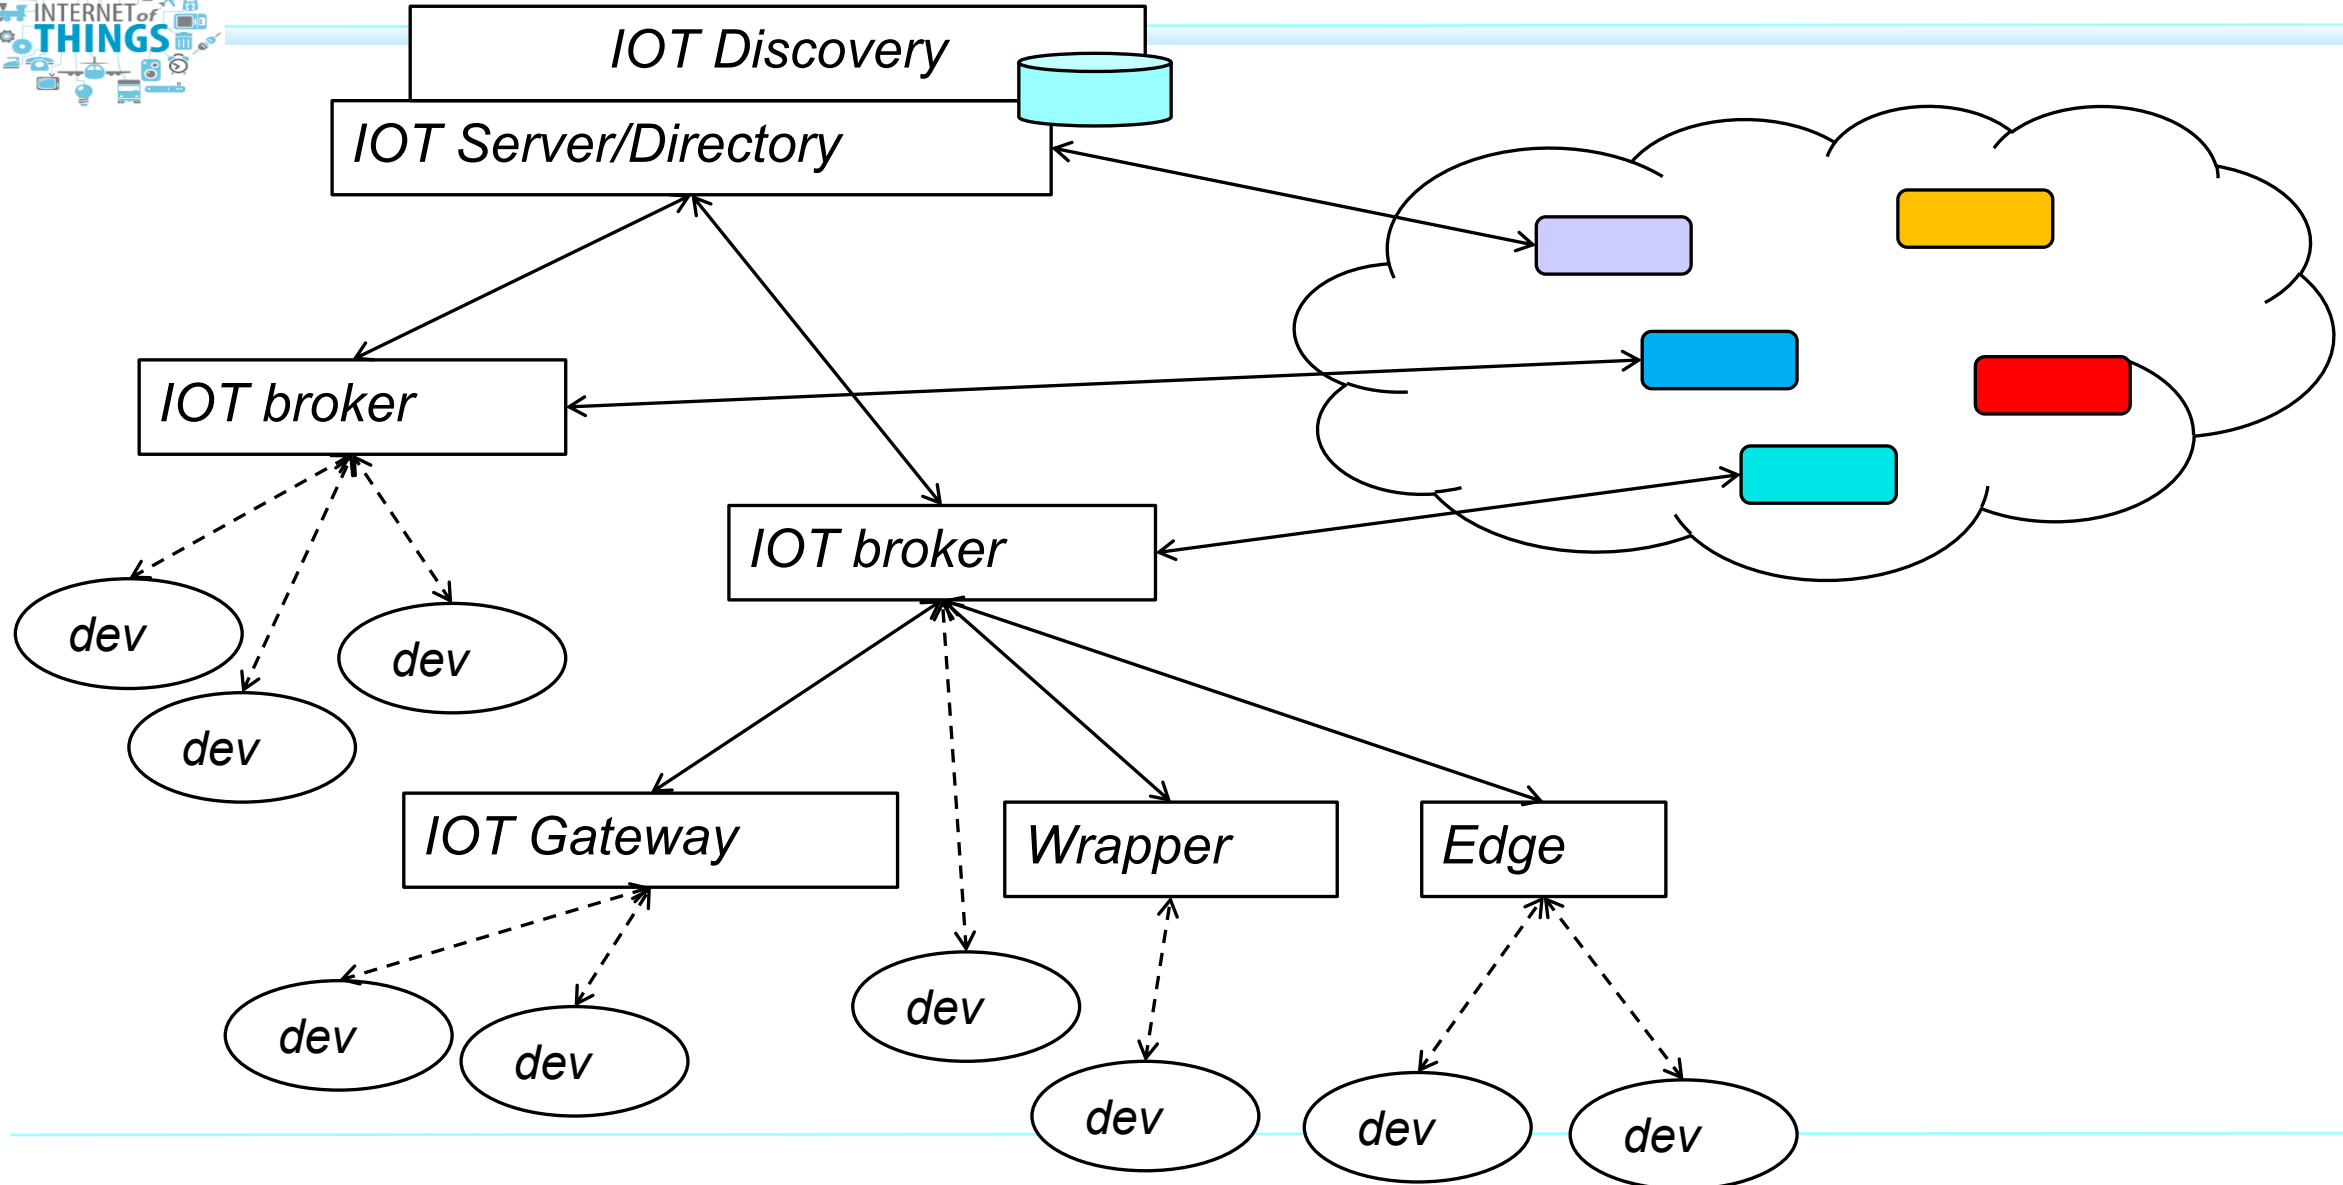 INTERNET of
THINGS
IOT Discovery
IOT Server/Directory
IOT broker
IOT broker
dev
dev
dev
IOT Gateway
Wrapper
Edge
dev
dev
dev
dev
dev
dev